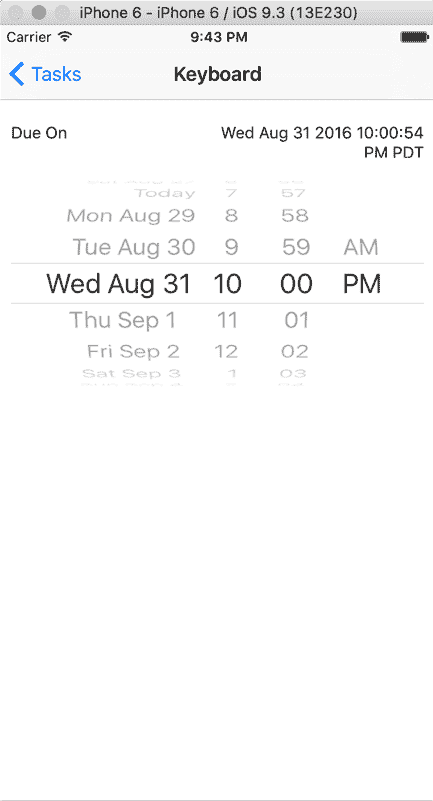 iPhone 6 - iPhone 6 / iOS 9.3 (13E230)
Carrier 9:43 PM
Tasks Keyboard
Due On Wed Aug 31 2016 10:00:54
PM PDT
Today 7 57
Mon Aug 29 8 58
Tue Aug 30 9 59 AM
Wed Aug 31 10 00 PM
Thu Sep 1 11 01
Fri Sep 2 12 02
Sat Sep 3 1 03